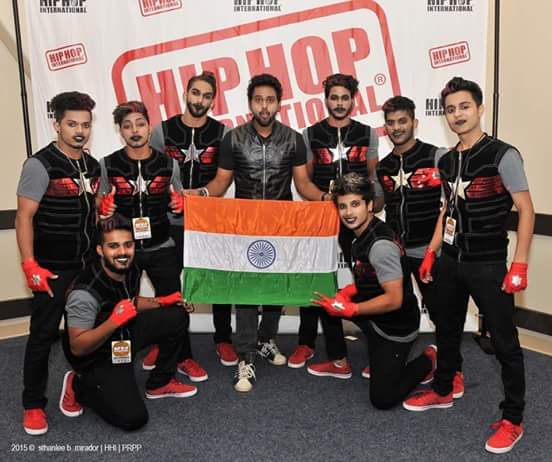 HIP HOP
INTERNATIONAL
HIP HOP
INTERNATIONAL
HIP HOP
INTERNATIONAL
HIP HOP
INTERNATIONAL
HIP HOP
INTERNATIONAL
®
HIP HOP
INTERNATIONAL
2015 © sthanlee b. mirador | HHI | PRPP